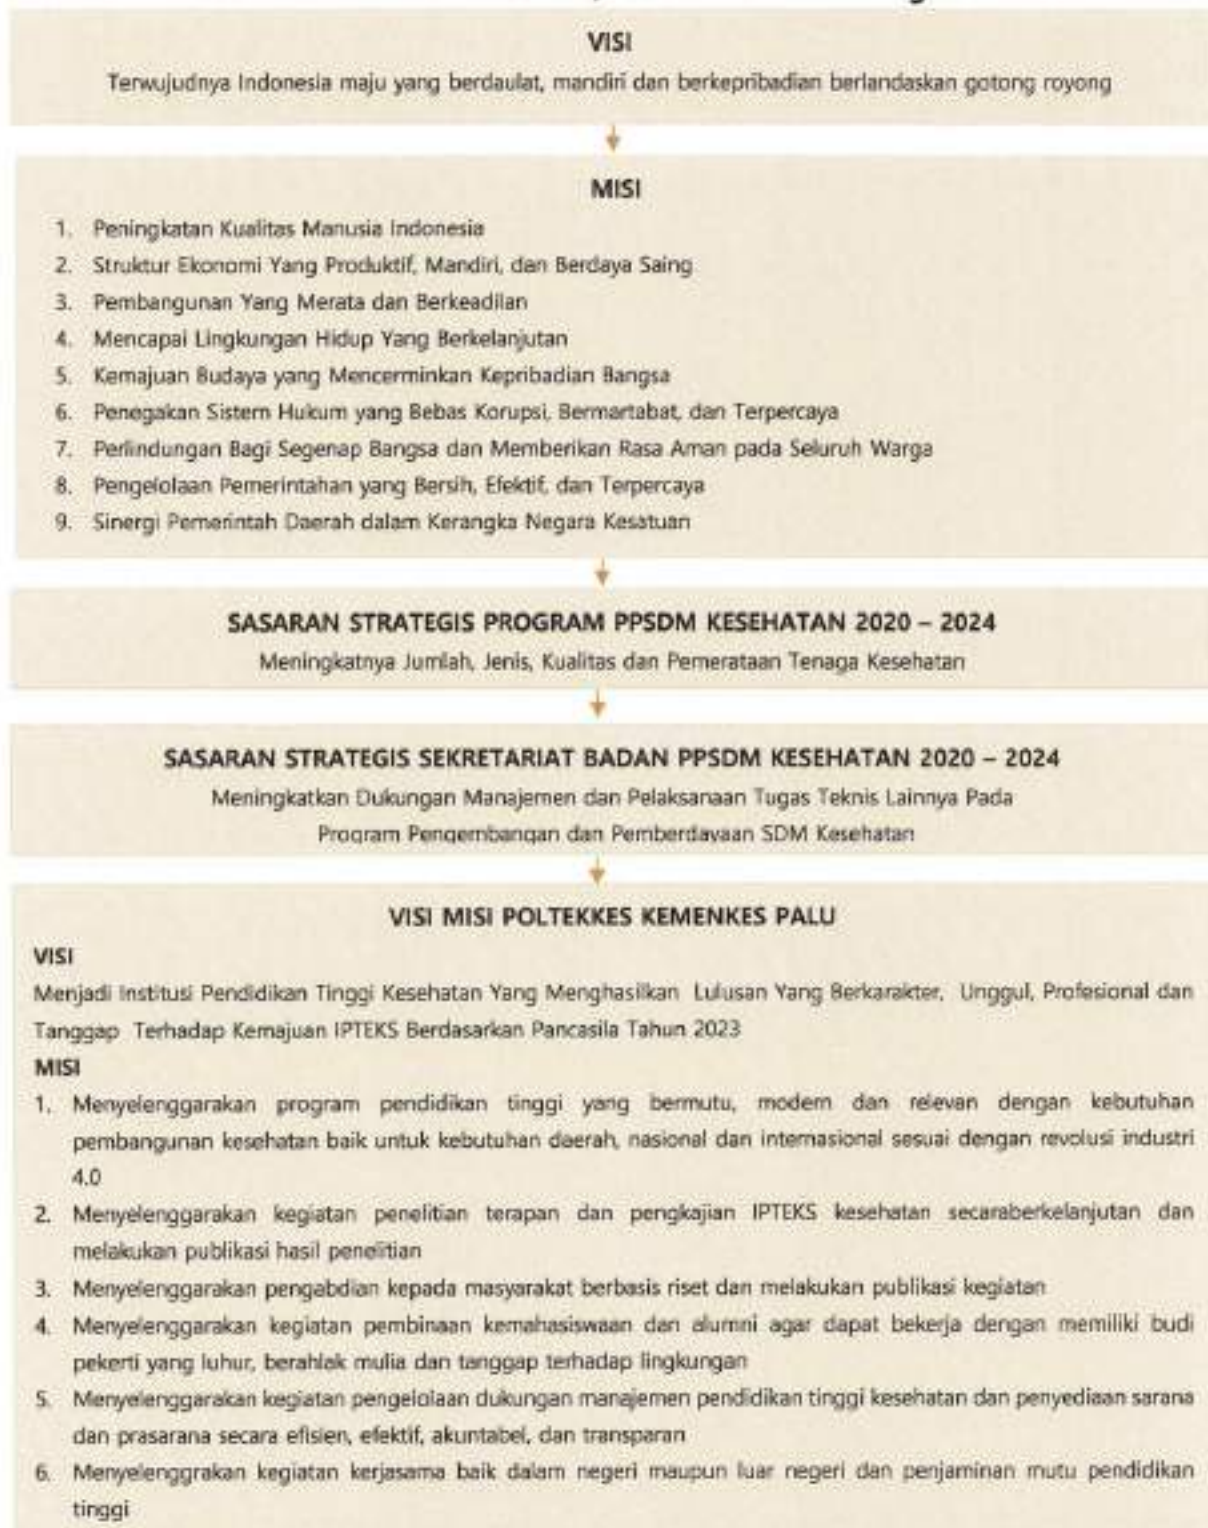 VISI
Terwujudnya Indonesia maju yang berdaulat, mandiri dan berkepribadian berlandaskan gotong royong
MISI
1. Peningkatan Kualitas Manusia Indonesia
2. Struktur Ekonomi Yang Produktif, Mandiri, dan Berdaya Saing
3. Pembangunan Yang Merata dan Berkeadilan
4. Mencapai Lingkungan Hidup Yang Berkelanjutan
5. Kemajuan Budaya yang Mencerminkan Kepribadian Bangsa
6. Penegakan Sistem Hukum yang Bebas Korupsi, Bermartabat, dan Terpercaya
7. Perlindungan Bagi Segenap Bangsa dan Memberikan Rasa Aman pada Seluruh Warga
8. Pengelolaan Pemerintahan yang Bersih, Efektif, dan Terpercaya
9. Sinergi Pemerintah Daerah dalam Kerangka Negara Kesatuan
SASARAN STRATEGIS PROGRAM PPSDM KESEHATAN 2020 – 2024
Meningkatnya Jumlah, Jenis, Kualitas dan Pemerataan Tenaga Kesehatan
SASARAN STRATEGIS SEKRETARIAT BADAN PPSDM KESEHATAN 2020 – 2024
Meningkatkan Dukungan Manajemen dan Pelaksanaan Tugas Teknis Lainnya Pada
Program Pengembangan dan Pemberdayaan SDM Kesehatan
VISI MISI POLTEKKES KEMENKES PALU
VISI
Menjadi Institusi Pendidikan Tinggi Kesehatan Yang Menghasilkan Lulusan Yang Berkarakter, Unggul, Profesional dan
Tanggap Terhadap Kemajuan IPTEKS Berdasarkan Pancasila Tahun 2023
MISI
1. Menyelenggarakan program pendidikan tinggi yang bermutu, modern dan relevan dengan kebutuhan
pembangunan kesehatan baik untuk kebutuhan daerah, nasional dan internasional sesuai dengan revolusi industri
4.0
2. Menyelenggarakan kegiatan penelitian terapan dan pengkajian IPTEKS kesehatan secaraberkelanjutan dan
melakukan publikasi hasil penelitian
3. Menyelenggarakan pengabdian kepada masyarakat berbasis riset dan melakukan publikasi kegiatan
4. Menyelenggarakan kegiatan pembinaan kemahasiswaan dan alumni agar dapat bekerja dengan memiliki budi
pekerti yang luhur, berahlak mulia dan tanggap terhadap lingkungan
5. Menyelenggarakan kegiatan pengelolaan dukungan manajemen pendidikan tinggi kesehatan dan penyediaan sarana
dan prasarana secara efisien, efektif, akuntabel, dan transparan
6. Menyelenggrakan kegiatan kerjasama baik dalam negeri maupun luar negeri dan penjaminan mutu pendidikan
tinggi